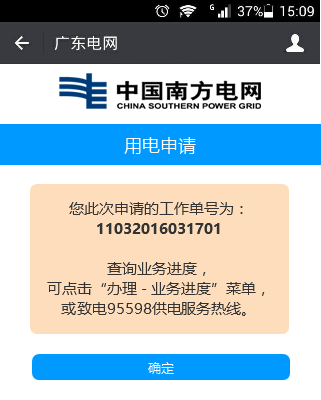 G 37% 15:09
广东电网
中国南方电网
CHINA SOUTHERN POWER GRID
用电申请
您此次申请的工作单号为：
11032016031701
查询业务进度，
可点击“办理－业务进度”菜单，
或致电95598供电服务热线。
确定